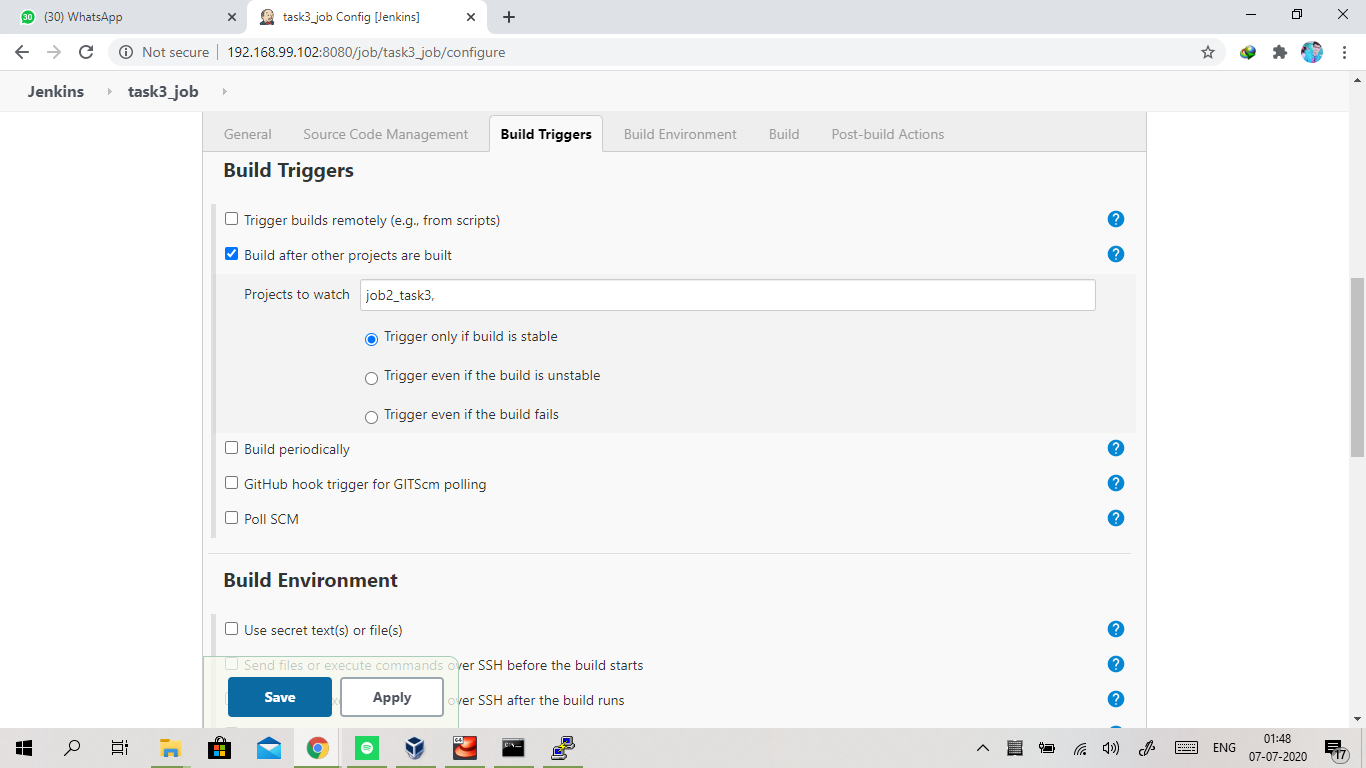 (30) WhatsApp
task3_job Config [Jenkins]
Not secure
192.168.99.102:8080/job/task3_job/configure
Jenkins
task3_job
General
Source Code Management
Build Triggers
Build Environment
Build
Post-build Actions
Build Triggers
Trigger builds remotely (e.g., from scripts)
Build after other projects are built
Projects to watch
job2_task3,
Trigger only if build is stable
Trigger even if the build is unstable
Trigger even if the build fails
Build periodically
GitHub hook trigger for GITScm polling
Poll SCM
Build Environment
Use secret text(s) or file(s)
Send files or execute commands over SSH before the build starts
over SSH after the build runs
Save
Apply
ENG
01:48
07-07-2020
17